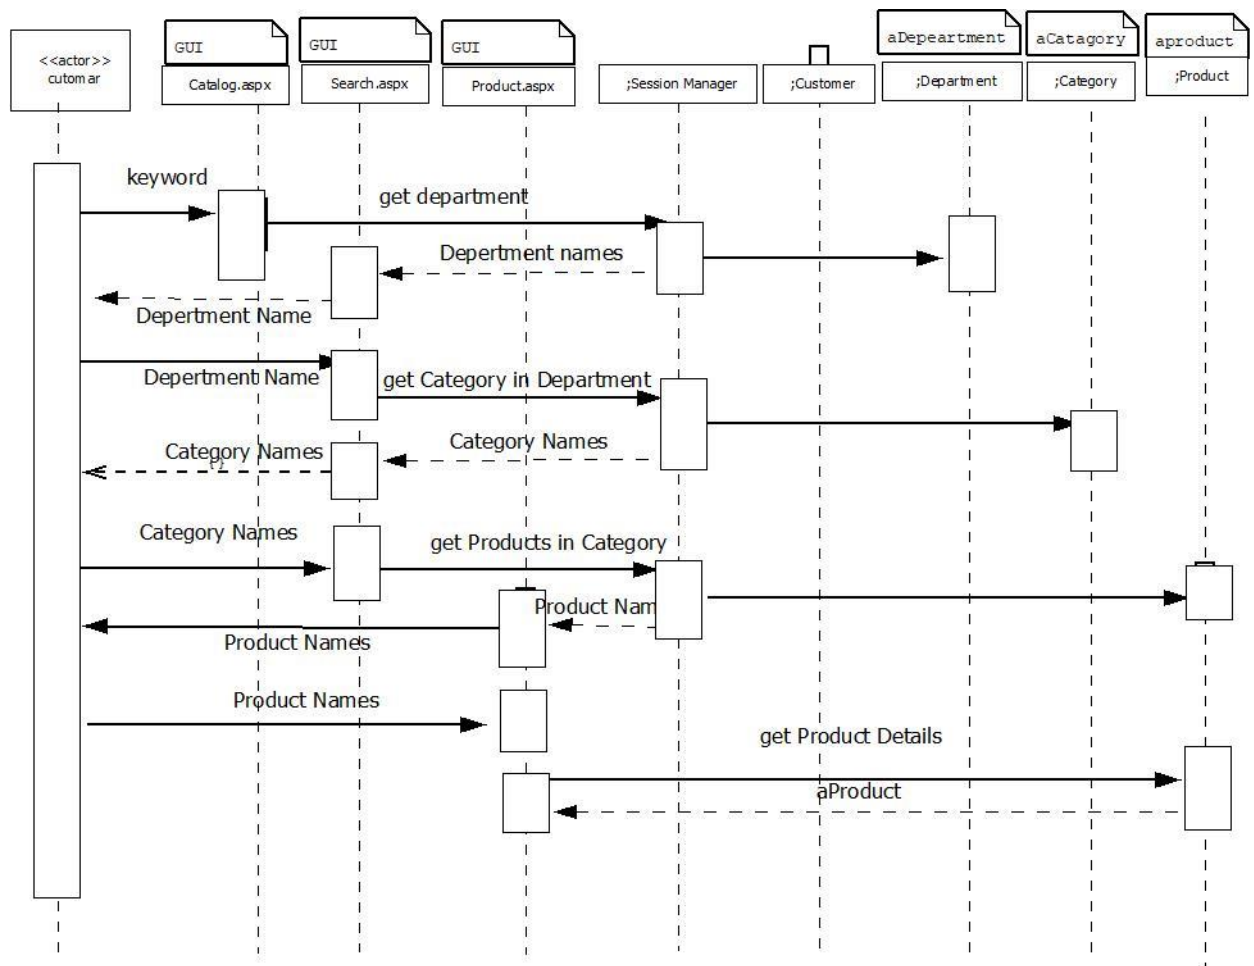 <<actor>>
cutomar
GUI
Catalog.aspx
GUI
Search.aspx
GUI
Product.aspx
;Session Manager
;Customer
aDepeartment
;Department
aCatagory
;Category
aproduct
;Product
keyword
get department
Depertment names
Depertment Name
Depertment Name
get Category in Department
Category Names
Category Names
{}
Category Names
get Products in Category
Product Nam
Product Names
Product Names
get Product Details
aProduct